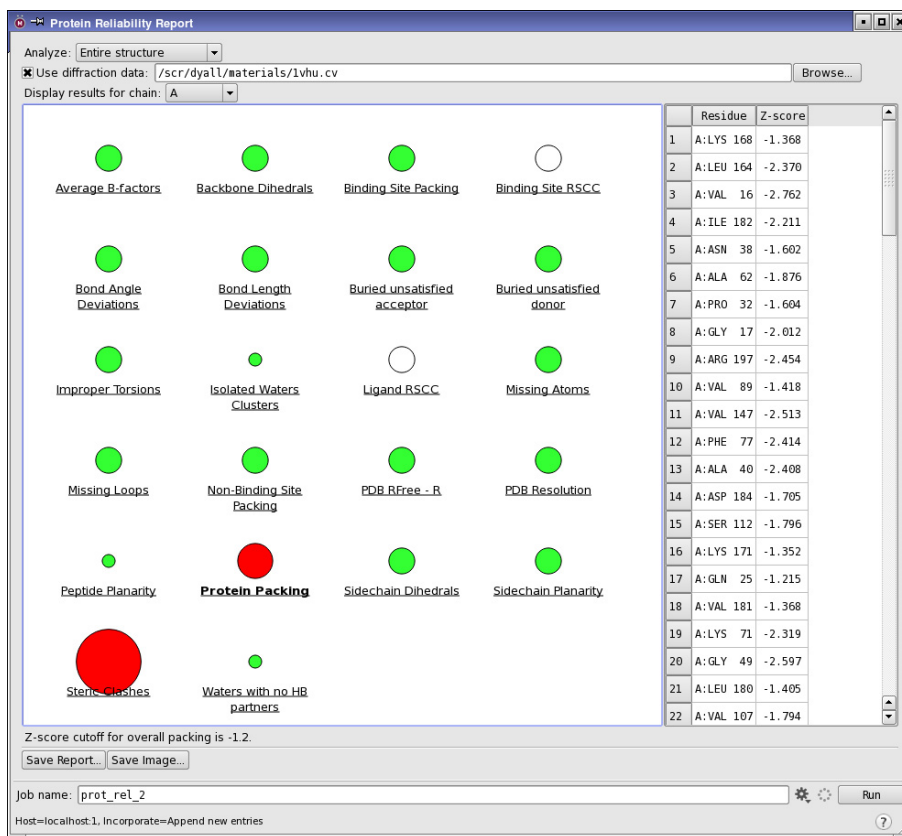 Protein Reliability Report
Analyze: Entire structure
Use diffraction data: /scr/dyall/materials/1vhu.cv Browse...
Display results for chain: A
Average B-factors Backbone Dihedrals Binding Site Packing Binding Site RSCC
Bond Angle Deviations Bond Length Deviations Buried unsatisfied acceptor Buried unsatisfied donor
Improper Torsions Isolated Waters Clusters Ligand RSCC Missing Atoms
Missing Loops Non-Binding Site Packing PDB RFree - R PDB Resolution
Peptide Planarity Protein Packing Sidechain Dihedrals Sidechain Planarity
Steric Clashes Waters with no HB partners
Residue Z-score
1 A:LYS 168 -1.368
2 A:LEU 164 -2.370
3 A:VAL 16 -2.762
4 A:ILE 182 -2.211
5 A:ASN 38 -1.602
6 A:ALA 62 -1.876
7 A:PRO 32 -1.604
8 A:GLY 17 -2.012
9 A:ARG 197 -2.454
10 A:VAL 89 -1.418
11 A:VAL 147 -2.513
12 A:PHE 77 -2.414
13 A:ALA 40 -2.408
14 A:ASP 184 -1.705
15 A:SER 112 -1.796
16 A:LYS 171 -1.352
17 A:GLN 25 -1.215
18 A:VAL 181 -1.368
19 A:LYS 71 -2.319
20 A:GLY 49 -2.597
21 A:LEU 180 -1.405
22 A:VAL 107 -1.794
Z-score cutoff for overall packing is -1.2.
Save Report... Save Image...
Job name: prot_rel_2 Run
Host=localhost:1, Incorporate=Append new entries ?